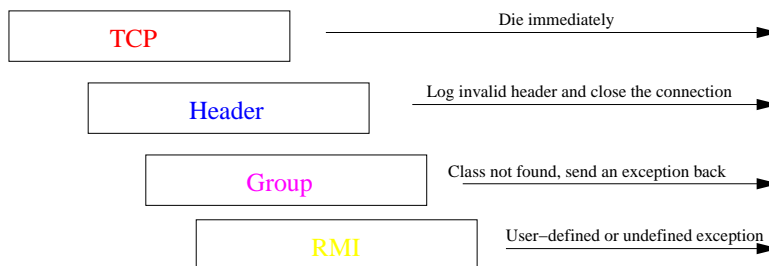 TCP
Die immediately
Header
Log invalid header and close the connection
Group
Class not found, send an exception back
RMI
User−defined or undefined exception